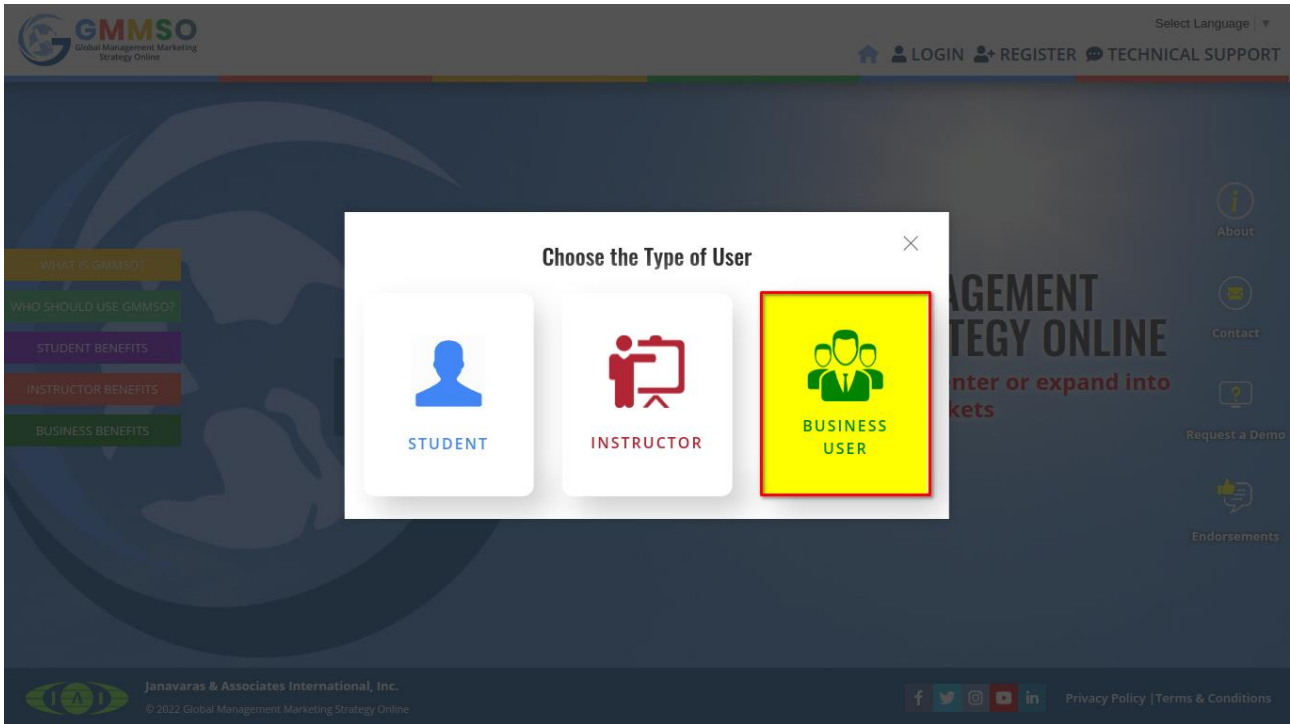 GMMSO
Global Management Marketing
Strategy Online
Select Language ▼
LOGIN REGISTER TECHNICAL SUPPORT
WHAT IS GMMSO?
WHO SHOULD USE GMMSO?
STUDENT BENEFITS
INSTRUCTOR BENEFITS
BUSINESS BENEFITS
Choose the Type of User
STUDENT
INSTRUCTOR
BUSINESS
USER
TEGY ONLINE
enter or expand into
kets
About
Contact
Request a Demo
Endorsements
IAI
Janavaras & Associates International, Inc.
© 2022 Global Management Marketing Strategy Online
Privacy Policy |Terms & Conditions